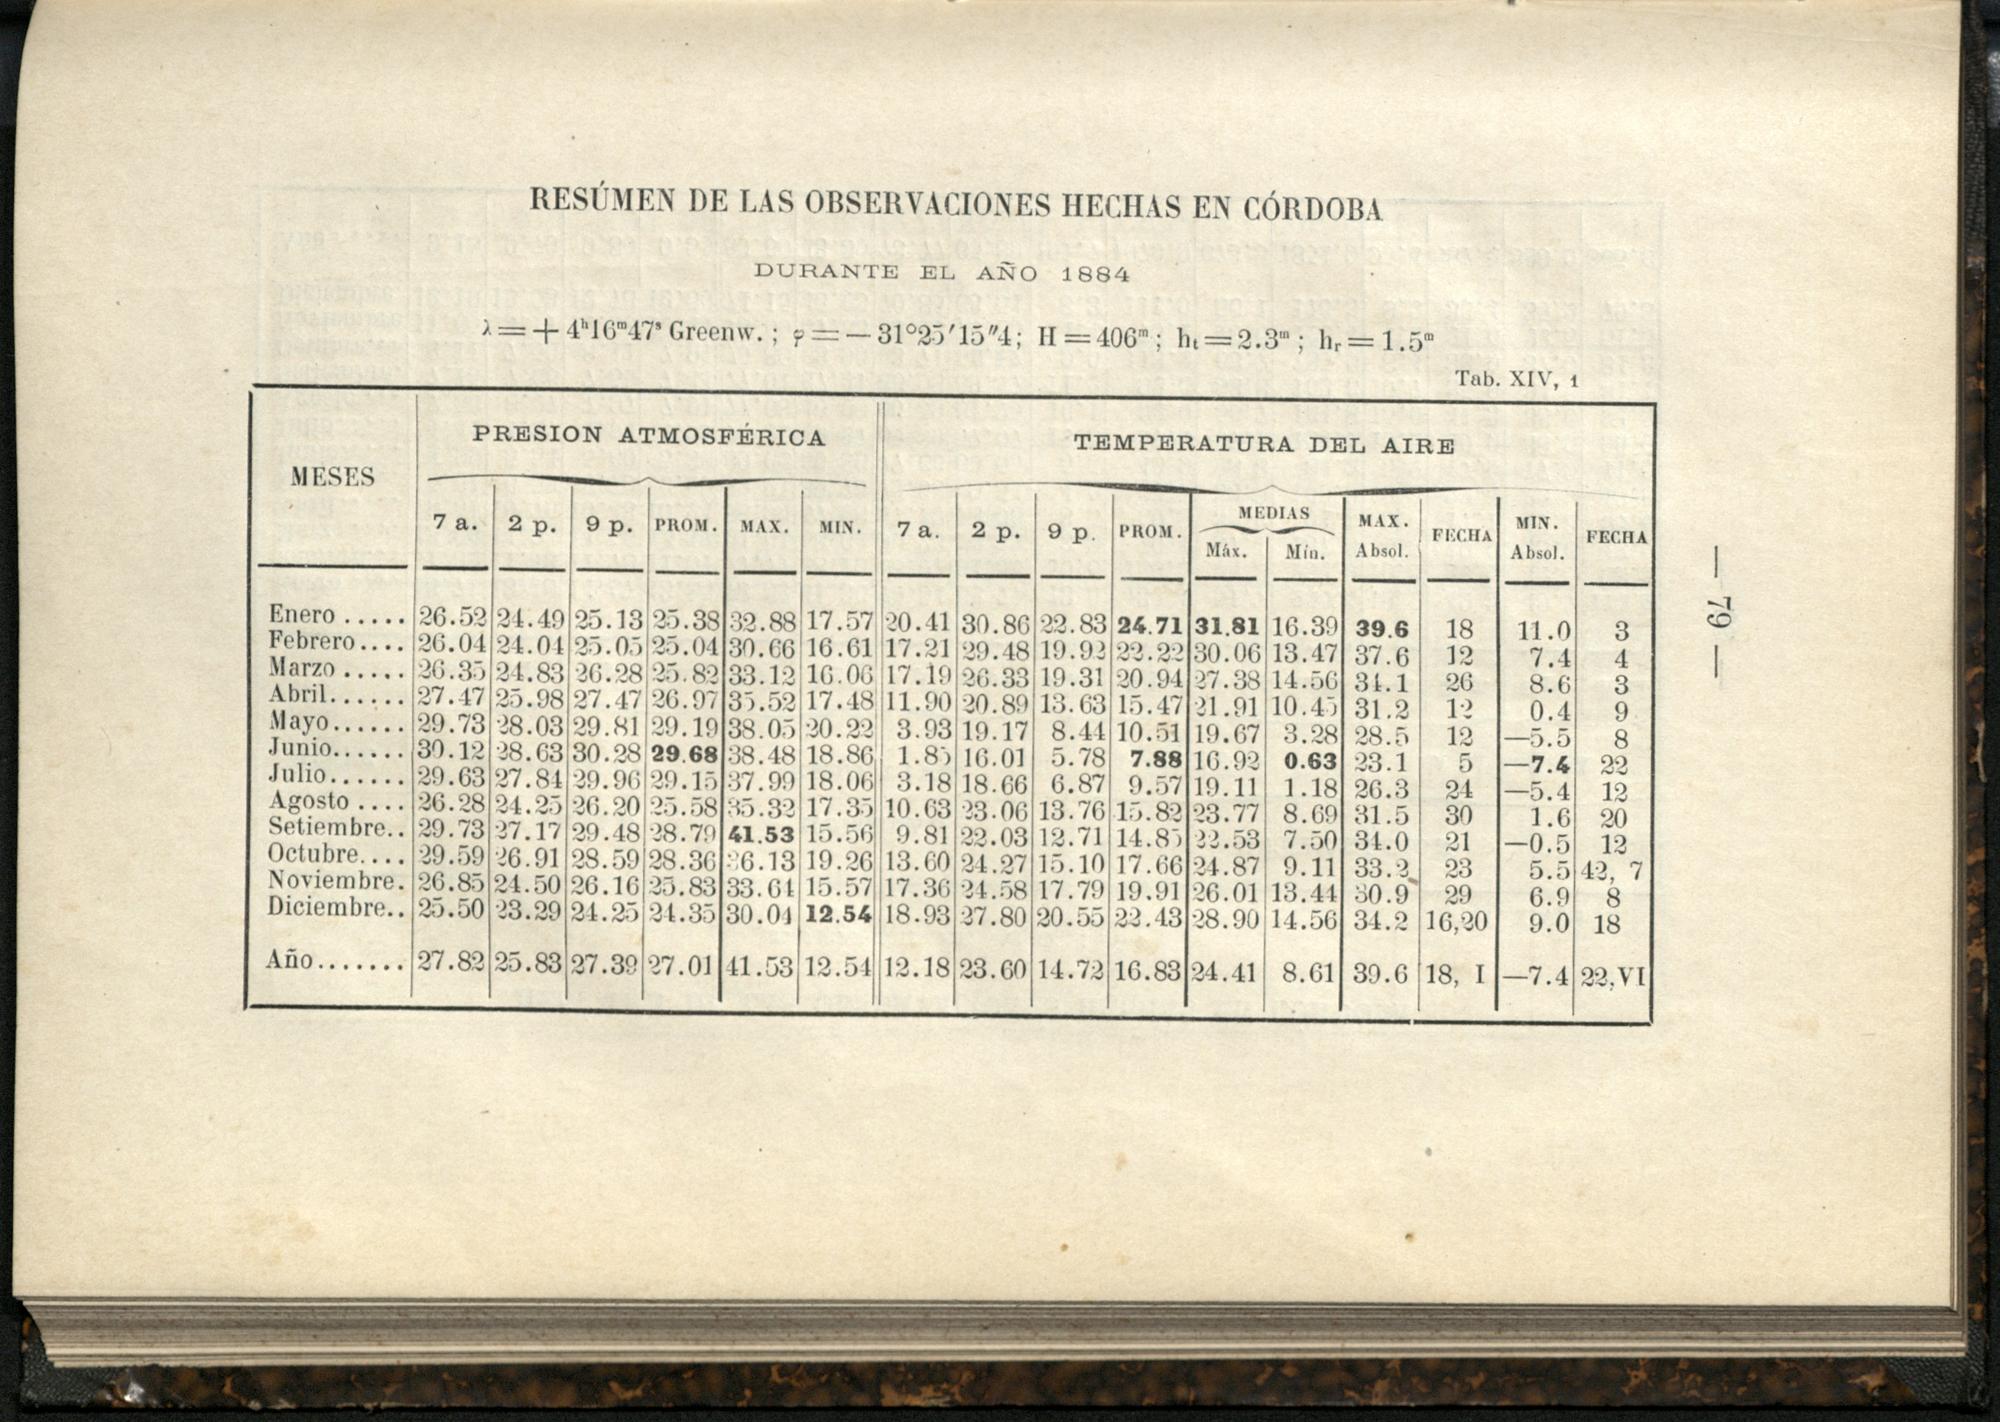 RESÚMEN DE LAS OBSERVACIONES HECHAS EN CÓRDOBA
DURANTE EL AÑO 1884
λ = + 4ʰ16ᵐ47ˢ Greenw. ; φ = — 31°25′15″4; H = 406ᵐ ; hₜ = 2.3ᵐ ; hᵣ = 1.5ᵐ
Tab. XIV, 1
MESES PRESION ATMOSFÉRICA TEMPERATURA DEL AIRE
7 a. 2 p. 9 p. PROM. MAX. MIN. 7 a. 2 p. 9 p. PROM. MEDIAS Máx. Mín. MAX. Absol. FECHA MIN. Absol. FECHA
Enero ..... 26.52 24.49 25.13 25.38 32.88 17.57 20.41 30.86 22.83 24.71 31.81 16.39 39.6 18 11.0 3
Febrero.... 26.04 24.04 25.05 25.04 30.66 16.61 17.21 29.48 19.92 22.22 30.06 13.47 37.6 12 7.4 4
Marzo ..... 26.35 24.83 26.28 25.82 33.12 16.06 17.19 26.33 19.31 20.94 27.38 14.56 34.1 26 8.6 3
Abril...... 27.47 25.98 27.47 26.97 35.52 17.48 11.90 20.89 13.63 15.47 21.91 10.45 31.2 12 0.4 9
Mayo...... 29.73 28.03 29.81 29.19 38.05 20.22 3.93 19.17 8.44 10.51 19.67 3.28 28.5 12 —5.5 8
Junio...... 30.12 28.63 30.28 29.68 38.48 18.86 1.85 16.01 5.78 7.88 16.92 0.63 23.1 5 —7.4 22
Julio...... 29.63 27.84 29.96 29.15 37.99 18.06 3.18 18.66 6.87 9.57 19.11 1.18 26.3 24 —5.4 12
Agosto .... 26.28 24.25 26.20 25.58 35.32 17.35 10.63 23.06 13.76 15.82 23.77 8.69 31.5 30 1.6 20
Setiembre.. 29.73 27.17 29.48 28.79 41.53 15.56 9.81 22.03 12.71 14.85 22.53 7.50 34.0 21 —0.5 12
Octubre.... 29.59 26.91 28.59 28.36 36.13 19.26 13.60 24.27 15.10 17.66 24.87 9.11 33.2 23 5.5 42, 7
Noviembre. 26.85 24.50 26.16 25.83 33.61 15.57 17.36 24.58 17.79 19.91 26.01 13.44 30.9 29 6.9 8
Diciembre.. 25.50 23.29 24.25 24.35 30.04 12.54 18.93 27.80 20.55 22.43 28.90 14.56 34.2 16,20 9.0 18
Año....... 27.82 25.83 27.39 27.01 41.53 12.54 12.18 23.60 14.72 16.83 24.41 8.61 39.6 18, I —7.4 22, VI
— 79 —